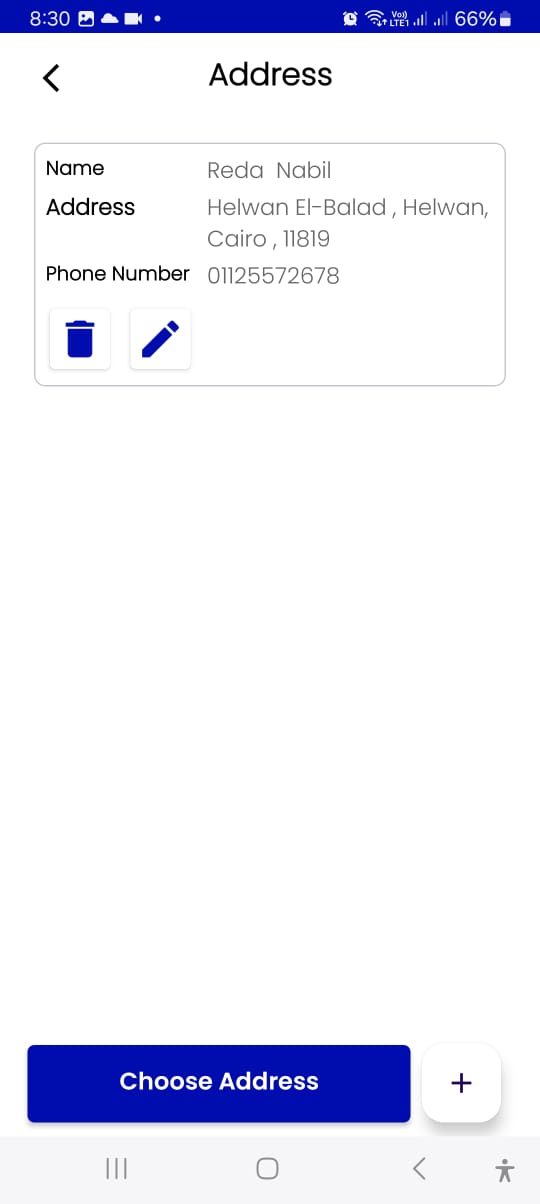 8:30 66%
Vo))
LTE1
Address
Name Reda Nabil
Address Helwan El-Balad , Helwan,
Cairo , 11819
Phone Number 01125572678
Choose Address
+